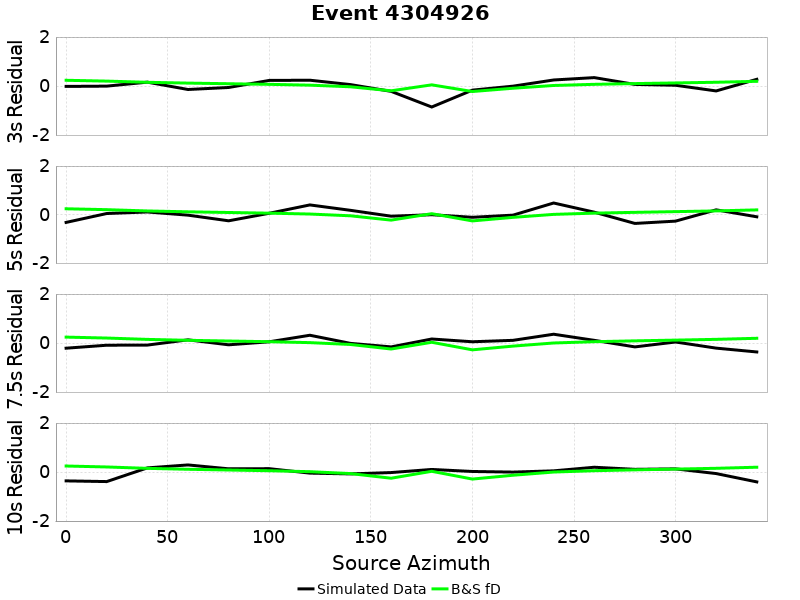 Event 4304926
3s Residual
2
0
-2
5s Residual
2
0
-2
7.5s Residual
2
0
-2
10s Residual
2
0
-2
0 50 100 150 200 250 300
Source Azimuth
Simulated Data B&S fD